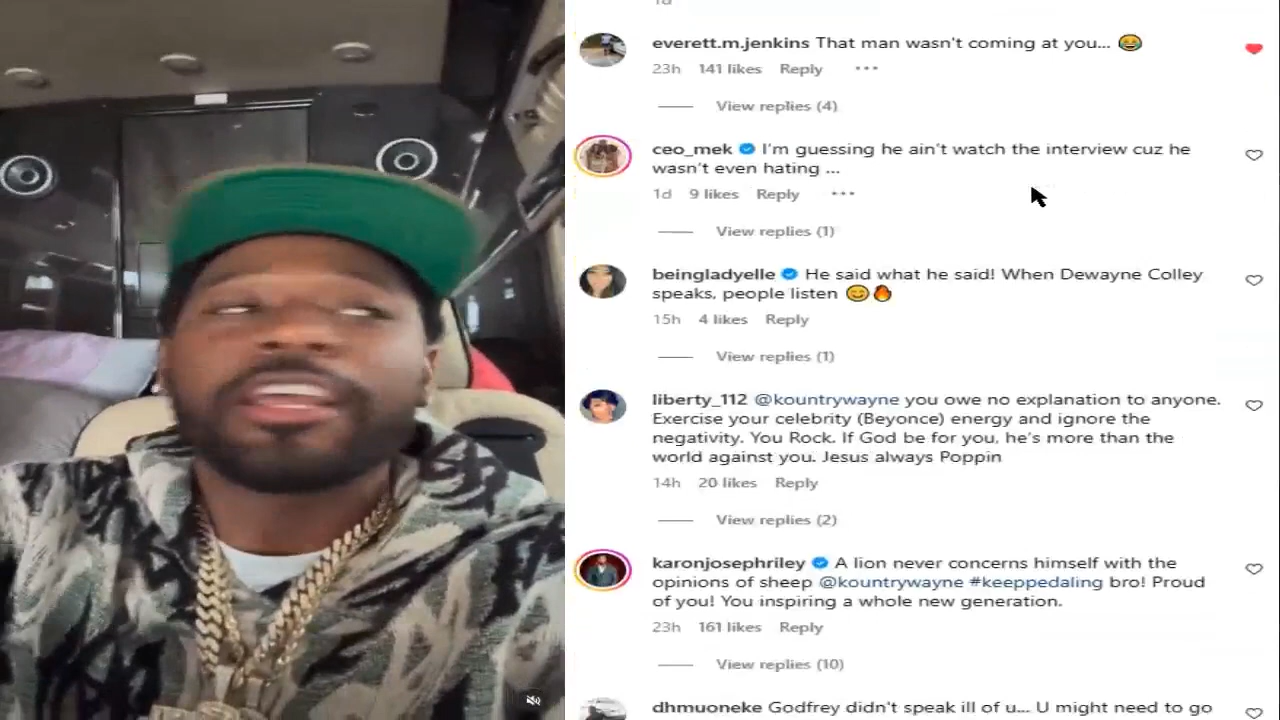 1d
everett.m.jenkins That man wasn't coming at you... 😂
23h 141 likes Reply ...
View replies (4)
ceo_mek I'm guessing he ain't watch the interview cuz he
wasn't even hating ...
1d 9 likes Reply ...
View replies (1)
beingladyelle He said what he said! When Dewayne Colley
speaks, people listen 😊🔥
15h 4 likes Reply
View replies (1)
liberty_112 @kountrywayne you owe no explanation to anyone.
Exercise your celebrity (Beyonce) energy and ignore the
negativity. You Rock. If God be for you, he's more than the
world against you. Jesus always Poppin
14h 20 likes Reply
View replies (2)
karonjosephriley A lion never concerns himself with the
opinions of sheep @kountrywayne #keeppedaling bro! Proud
of you! You inspiring a whole new generation.
23h 161 likes Reply
View replies (10)
dhmuoneke Godfrey didn't speak ill of u... U might need to go